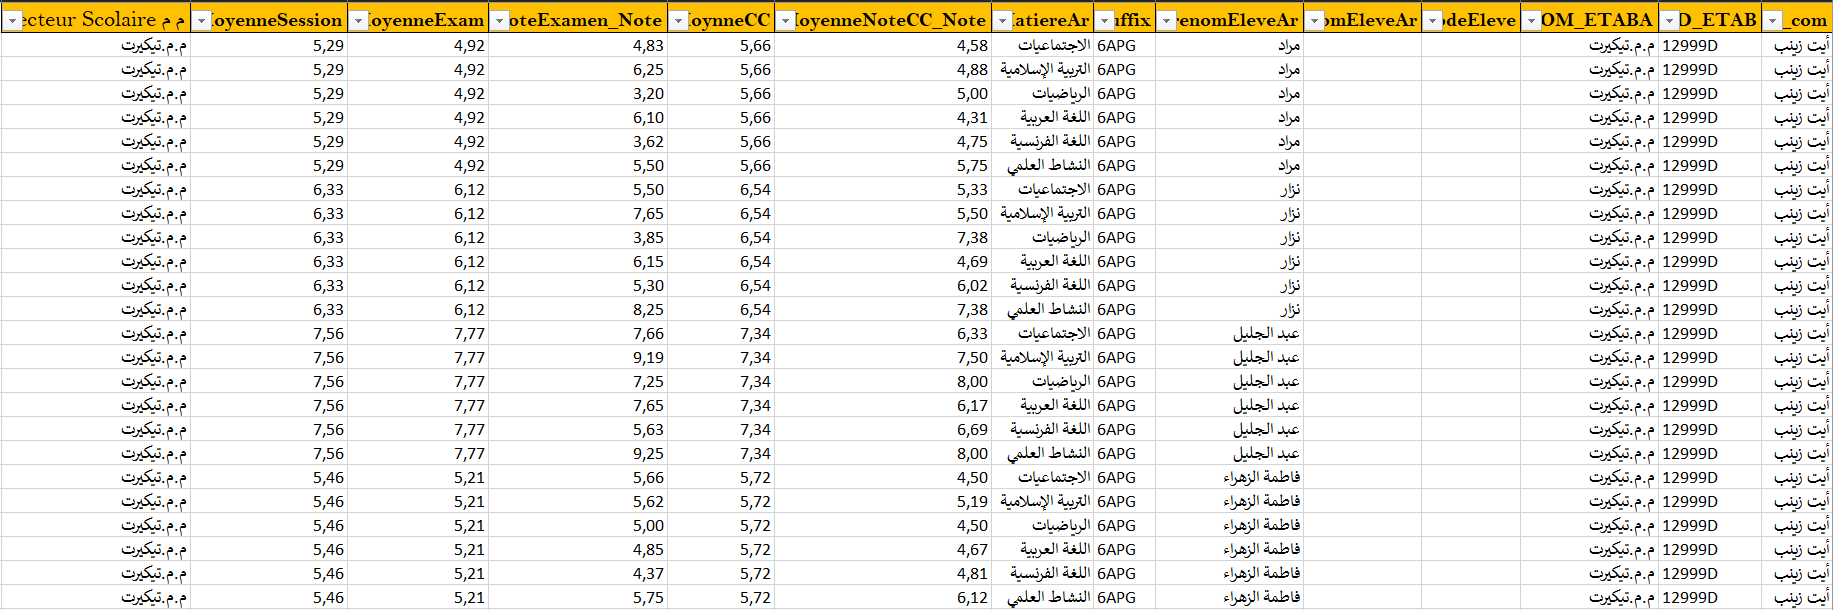 م م ecteur Scolaire oyenneSession oyenneExam oteExamen_Note oynneCC oyenneNoteCC_Note atiereAr uffix renomEleveAr omEleveAr odeEleve OM_ETABA D_ETAB _com
م.م.تيكيرت 5,29 4,92 4,83 5,66 4,58 الاجتماعيات 6APG مراد م.م.تيكيرت 12999D أيت زينب
م.م.تيكيرت 5,29 4,92 6,25 5,66 4,88 التربية الإسلامية 6APG مراد م.م.تيكيرت 12999D أيت زينب
م.م.تيكيرت 5,29 4,92 3,20 5,66 5,00 الرياضيات 6APG مراد م.م.تيكيرت 12999D أيت زينب
م.م.تيكيرت 5,29 4,92 6,10 5,66 4,31 اللغة العربية 6APG مراد م.م.تيكيرت 12999D أيت زينب
م.م.تيكيرت 5,29 4,92 3,62 5,66 4,75 اللغة الفرنسية 6APG مراد م.م.تيكيرت 12999D أيت زينب
م.م.تيكيرت 5,29 4,92 5,50 5,66 5,75 النشاط العلمي 6APG مراد م.م.تيكيرت 12999D أيت زينب
م.م.تيكيرت 6,33 6,12 5,50 6,54 5,33 الاجتماعيات 6APG نزار م.م.تيكيرت 12999D أيت زينب
م.م.تيكيرت 6,33 6,12 7,65 6,54 5,50 التربية الإسلامية 6APG نزار م.م.تيكيرت 12999D أيت زينب
م.م.تيكيرت 6,33 6,12 3,85 6,54 7,38 الرياضيات 6APG نزار م.م.تيكيرت 12999D أيت زينب
م.م.تيكيرت 6,33 6,12 6,15 6,54 4,69 اللغة العربية 6APG نزار م.م.تيكيرت 12999D أيت زينب
م.م.تيكيرت 6,33 6,12 5,30 6,54 6,02 اللغة الفرنسية 6APG نزار م.م.تيكيرت 12999D أيت زينب
م.م.تيكيرت 6,33 6,12 8,25 6,54 7,38 النشاط العلمي 6APG نزار م.م.تيكيرت 12999D أيت زينب
م.م.تيكيرت 7,56 7,77 7,66 7,34 6,33 الاجتماعيات 6APG عبد الجليل م.م.تيكيرت 12999D أيت زينب
م.م.تيكيرت 7,56 7,77 9,19 7,34 7,50 التربية الإسلامية 6APG عبد الجليل م.م.تيكيرت 12999D أيت زينب
م.م.تيكيرت 7,56 7,77 7,25 7,34 8,00 الرياضيات 6APG عبد الجليل م.م.تيكيرت 12999D أيت زينب
م.م.تيكيرت 7,56 7,77 7,65 7,34 6,17 اللغة العربية 6APG عبد الجليل م.م.تيكيرت 12999D أيت زينب
م.م.تيكيرت 7,56 7,77 5,63 7,34 6,69 اللغة الفرنسية 6APG عبد الجليل م.م.تيكيرت 12999D أيت زينب
م.م.تيكيرت 7,56 7,77 9,25 7,34 8,00 النشاط العلمي 6APG عبد الجليل م.م.تيكيرت 12999D أيت زينب
م.م.تيكيرت 5,46 5,21 5,66 5,72 4,50 الاجتماعيات 6APG فاطمة الزهراء م.م.تيكيرت 12999D أيت زينب
م.م.تيكيرت 5,46 5,21 5,62 5,72 5,19 التربية الإسلامية 6APG فاطمة الزهراء م.م.تيكيرت 12999D أيت زينب
م.م.تيكيرت 5,46 5,21 5,00 5,72 4,50 الرياضيات 6APG فاطمة الزهراء م.م.تيكيرت 12999D أيت زينب
م.م.تيكيرت 5,46 5,21 4,85 5,72 4,67 اللغة العربية 6APG فاطمة الزهراء م.م.تيكيرت 12999D أيت زينب
م.م.تيكيرت 5,46 5,21 4,37 5,72 4,81 اللغة الفرنسية 6APG فاطمة الزهراء م.م.تيكيرت 12999D أيت زينب
م.م.تيكيرت 5,46 5,21 5,75 5,72 6,12 النشاط العلمي 6APG فاطمة الزهراء م.م.تيكيرت 12999D أيت زينب